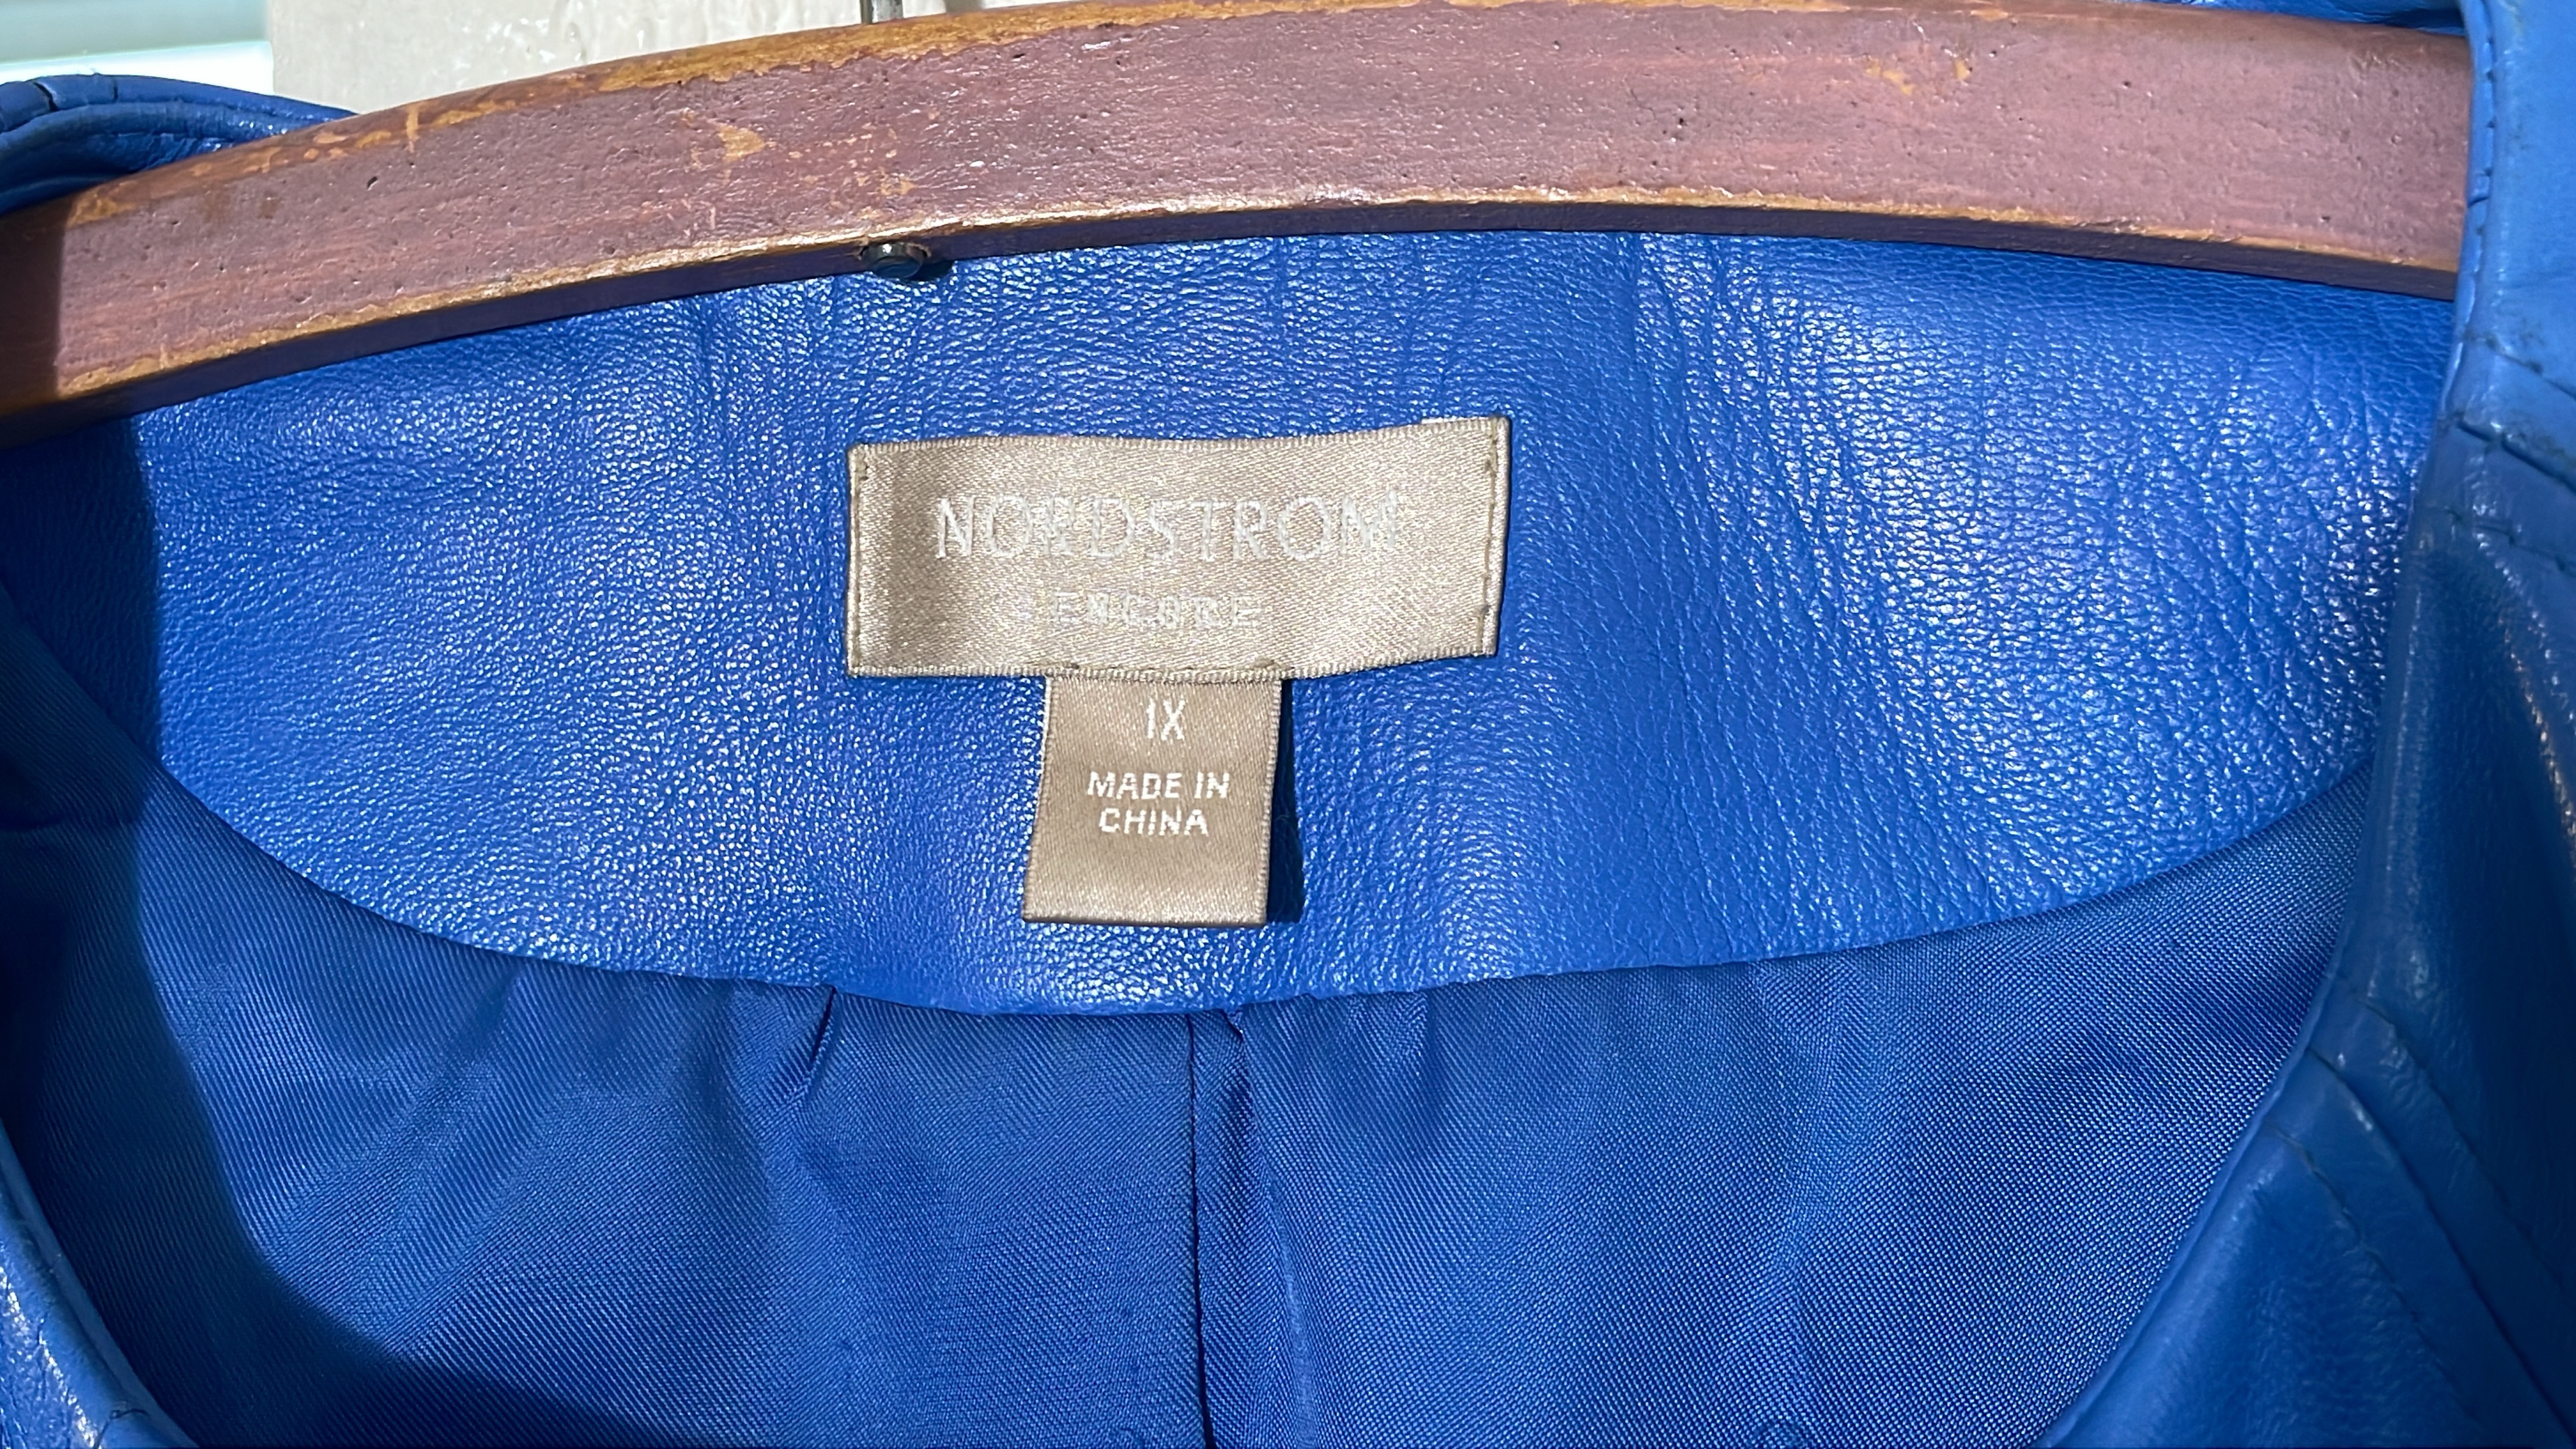 NORDSTROM
ENCORE
1X
MADE IN
CHINA